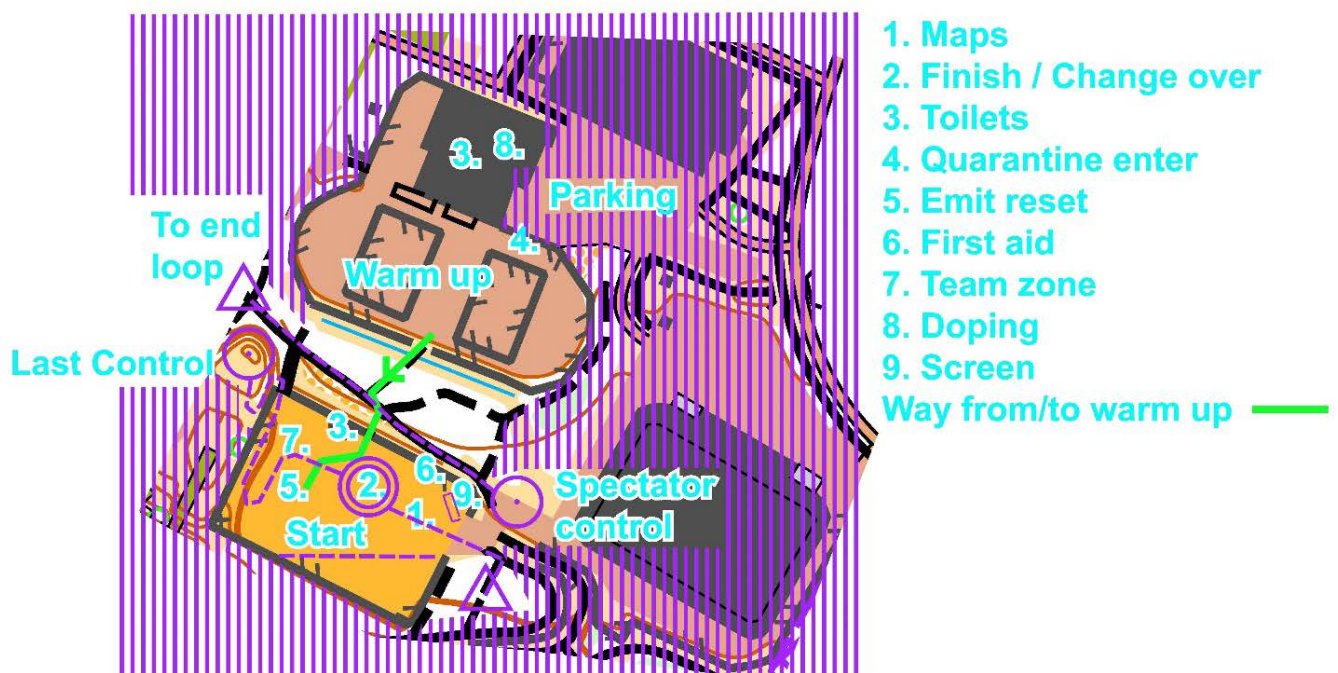 1. Maps
2. Finish / Change over
3. Toilets
4. Quarantine enter
5. Emit reset
6. First aid
7. Team zone
8. Doping
9. Screen
Way from/to warm up
3. 8.
Parking
To end
loop
4.
Warm up
Last Control
3.
7.
6.
5. 2. 9. Spectator
1. control
Start